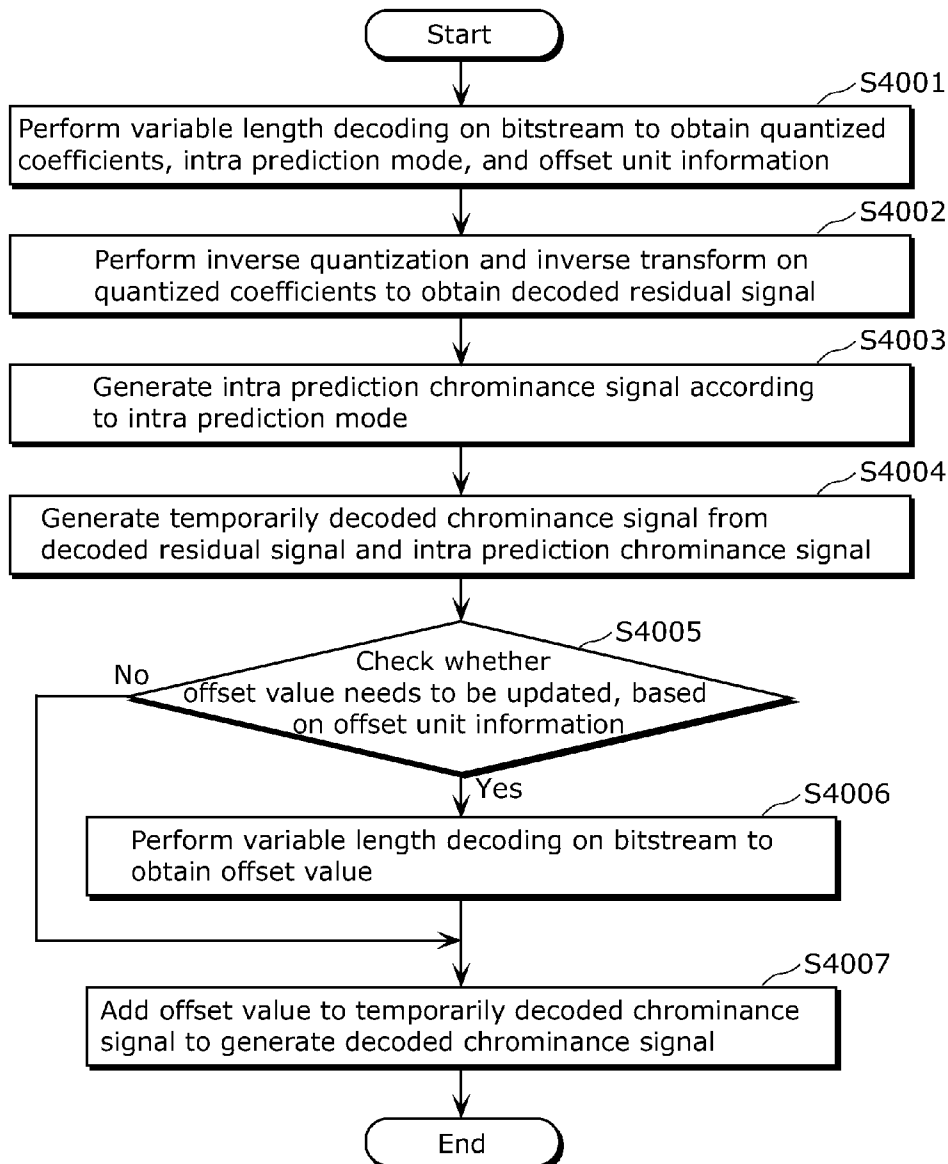 Start
S4001
Perform variable length decoding on bitstream to obtain quantized
coefficients, intra prediction mode, and offset unit information
S4002
Perform inverse quantization and inverse transform on
quantized coefficients to obtain decoded residual signal
S4003
Generate intra prediction chrominance signal according
to intra prediction mode
S4004
Generate temporarily decoded chrominance signal from
decoded residual signal and intra prediction chrominance signal
S4005
Check whether
offset value needs to be updated, based
on offset unit information
No
Yes
S4006
Perform variable length decoding on bitstream to
obtain offset value
S4007
Add offset value to temporarily decoded chrominance
signal to generate decoded chrominance signal
End